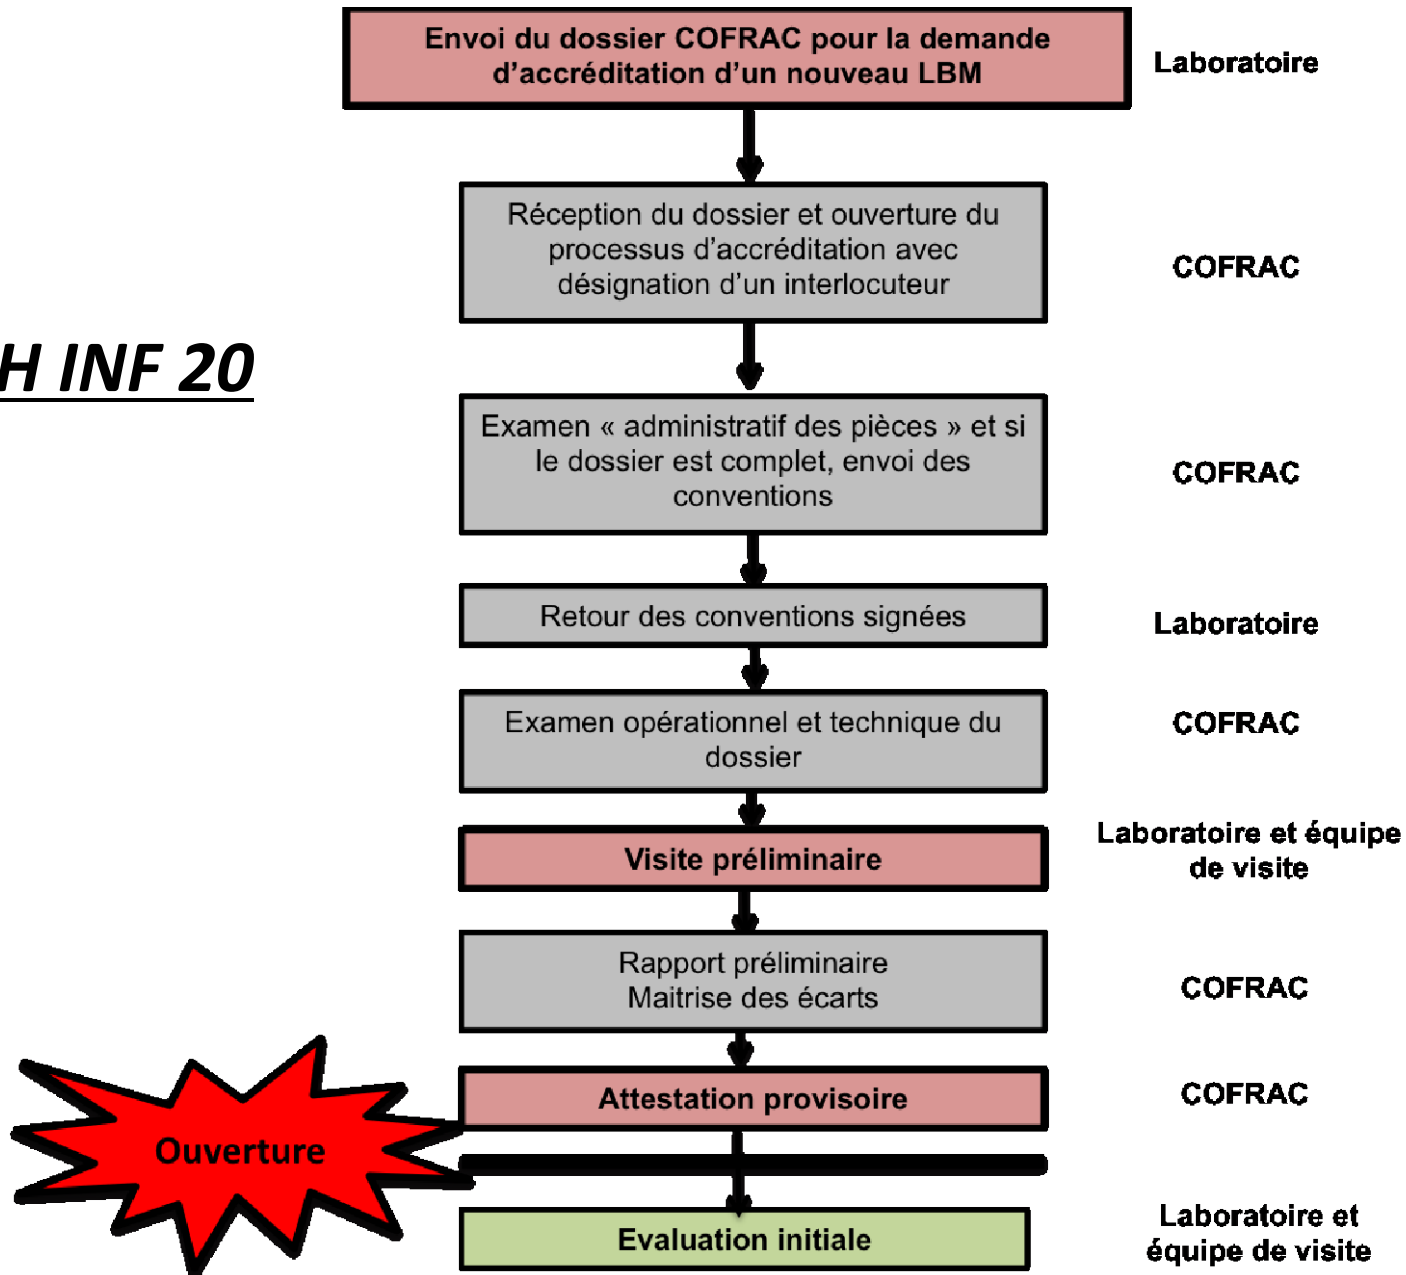 Envoi du dossier COFRAC pour la demande
d'accréditation d'un nouveau LBM
Laboratoire
Réception du dossier et ouverture du
processus d'accréditation avec
désignation d'un interlocuteur
COFRAC
H INF 20
Examen « administratif des pièces » et si
le dossier est complet, envoi des
conventions
COFRAC
Retour des conventions signées
Laboratoire
Examen opérationnel et technique du
dossier
COFRAC
Visite préliminaire
Laboratoire et équipe
de visite
Rapport préliminaire
Maitrise des écarts
COFRAC
Attestation provisoire
COFRAC
Ouverture
Evaluation initiale
Laboratoire et
équipe de visite